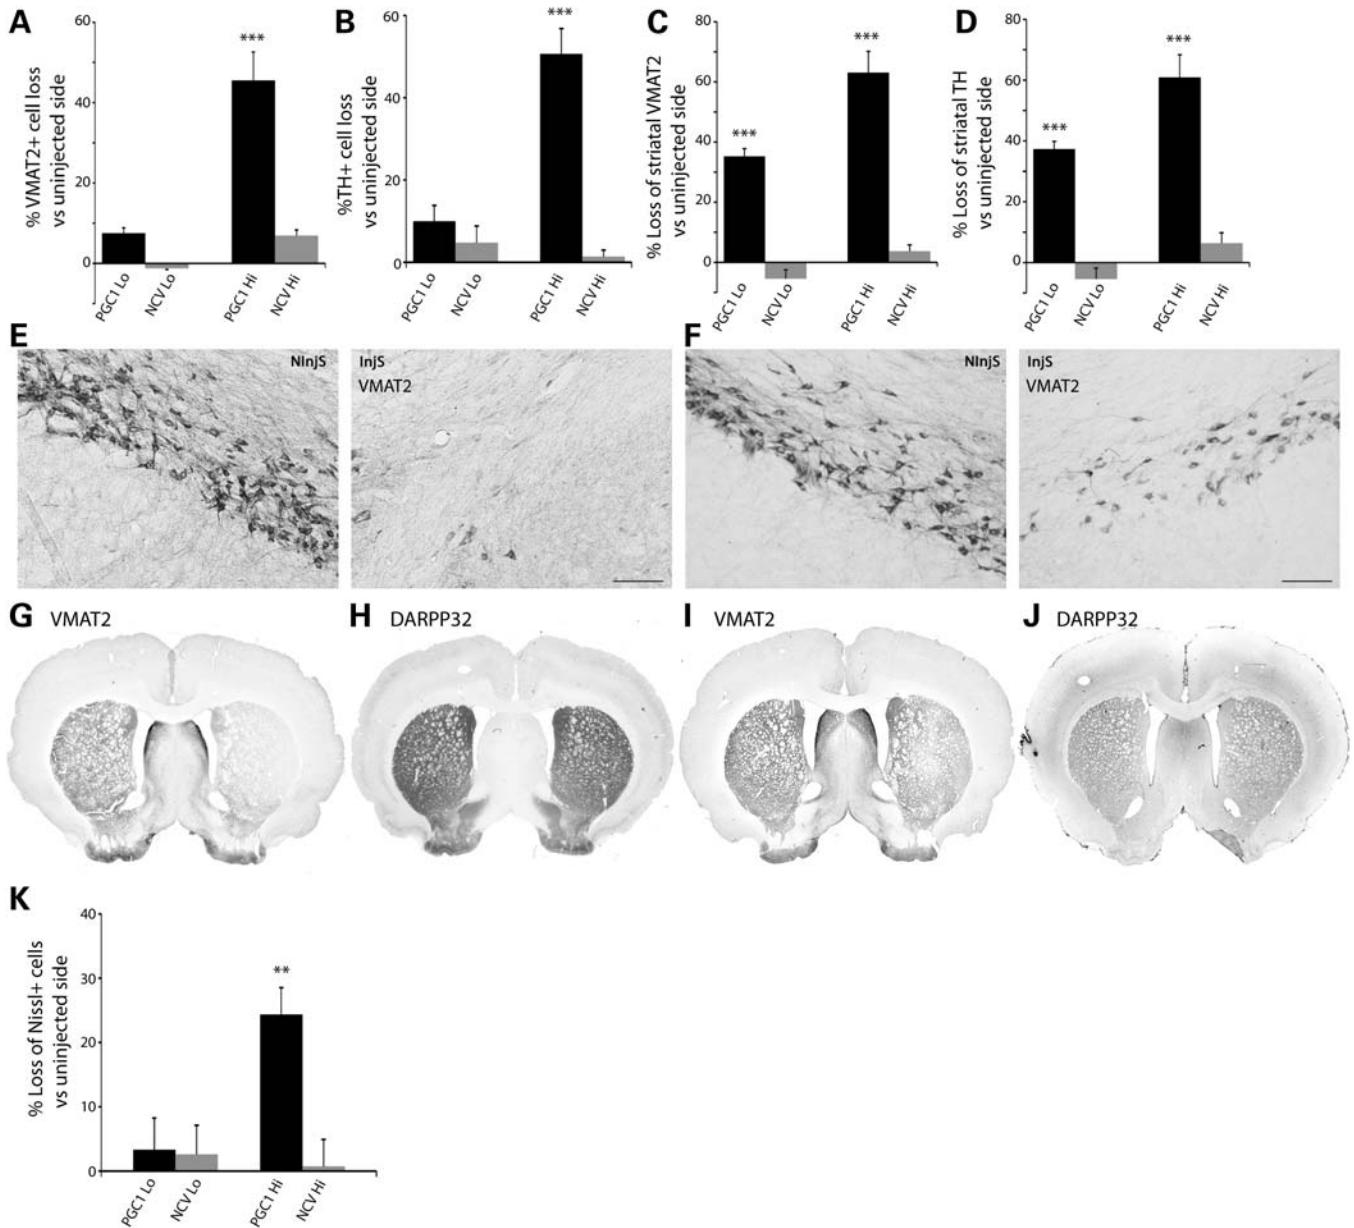 A
60
40
20
0
% VMAT2+ cell loss
vs uninjected side
***
PGC1 Lo
NCV Lo
PGC1 Hi
NCV Hi
B
60
40
20
0
%TH+ cell loss
vs uninjected side
***
PGC1 Lo
NCV Lo
PGC1 Hi
NCV Hi
C
80
60
40
20
0
% Loss of striatal VMAT2
vs uninjected side
***
***
PGC1 Lo
NCV Lo
PGC1 Hi
NCV Hi
D
80
60
40
20
0
% Loss of striatal TH
vs uninjected side
***
***
PGC1 Lo
NCV Lo
PGC1 Hi
NCV Hi
E
NInjS
InjS
VMAT2
F
NInjS
InjS
VMAT2
G VMAT2
H DARPP32
I VMAT2
J DARPP32
K
40
30
20
10
0
% Loss of Nissl+ cells
vs uninjected side
**
PGC1 Lo
NCV Lo
PGC1 Hi
NCV Hi